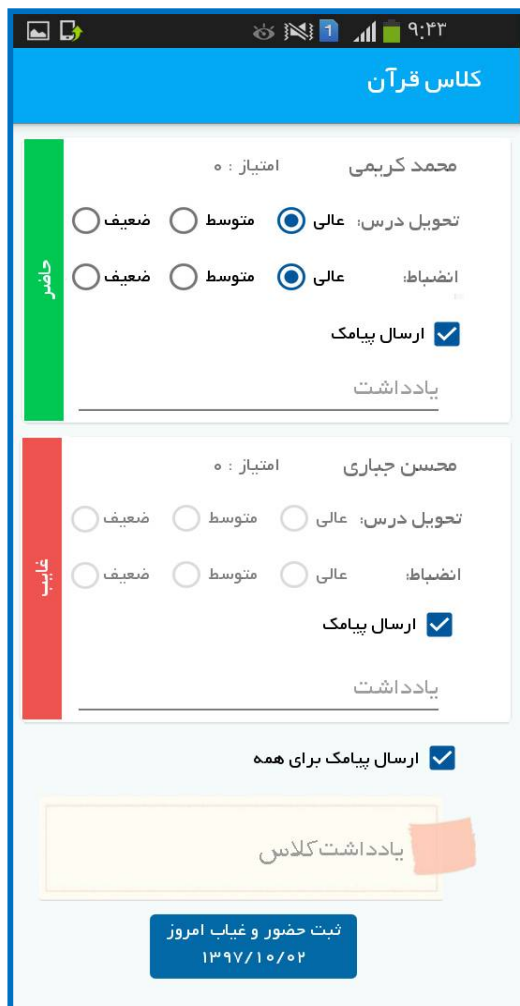 ۹:۴۳
1
کلاس قرآن
محمد کریمی امتیاز : ۰
تحویل درس: عالی متوسط ضعیف
انضباط: عالی متوسط ضعیف
حاضر
ارسال پیامک
یادداشت
محسن جباری امتیاز : ۰
تحویل درس: عالی متوسط ضعیف
انضباط: عالی متوسط ضعیف
غایب
ارسال پیامک
یادداشت
ارسال پیامک برای همه
یادداشت کلاس
ثبت حضور و غیاب امروز
۱۳۹۷/۱۰/۰۲